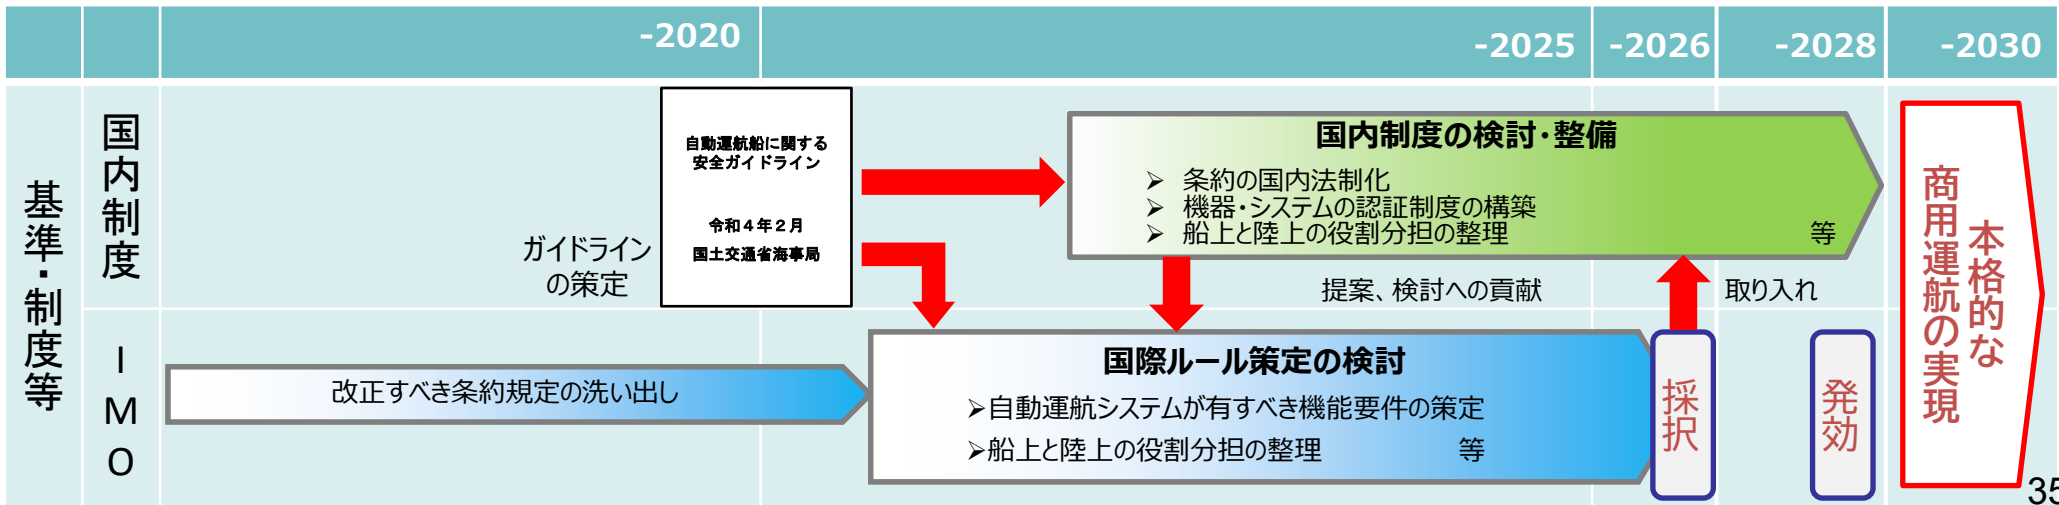 -2020
-2025
-2026
-2028
-2030
基準・制度等
国内制度
ガイドライン
の策定
自動運航船に関する
安全ガイドライン
令和４年２月
国土交通省海事局
国内制度の検討・整備
➢ 条約の国内法制化
➢ 機器・システムの認証制度の構築
➢ 船上と陸上の役割分担の整理 等
提案、検討への貢献
取り入れ
IMO
改正すべき条約規定の洗い出し
国際ルール策定の検討
➢自動運航システムが有すべき機能要件の策定
➢船上と陸上の役割分担の整理 等
採択
発効
本格的な
商用運航の実現
35